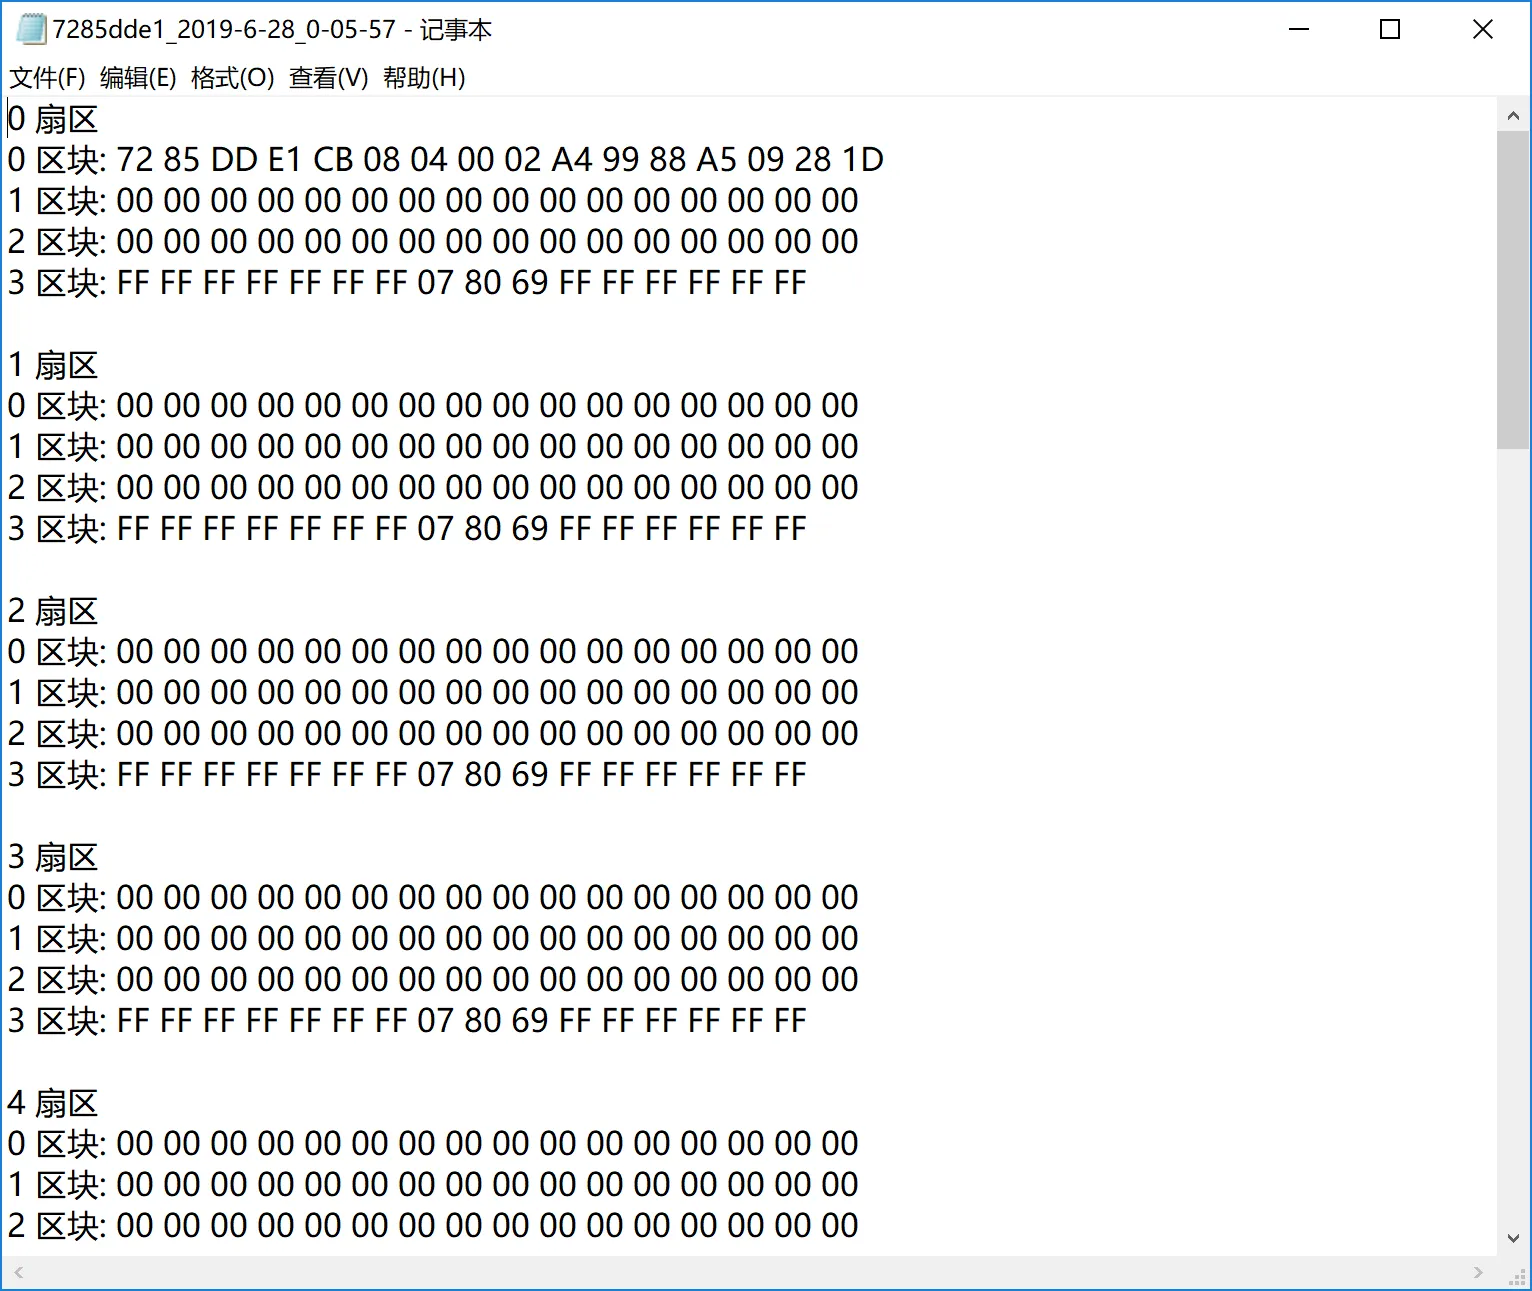 7285dde1_2019-6-28_0-05-57 - 记事本
文件(F) 编辑(E) 格式(O) 查看(V) 帮助(H)
0 扇区
0 区块: 72 85 DD E1 CB 08 04 00 02 A4 99 88 A5 09 28 1D
1 区块: 00 00 00 00 00 00 00 00 00 00 00 00 00 00 00 00
2 区块: 00 00 00 00 00 00 00 00 00 00 00 00 00 00 00 00
3 区块: FF FF FF FF FF FF FF 07 80 69 FF FF FF FF FF FF
1 扇区
0 区块: 00 00 00 00 00 00 00 00 00 00 00 00 00 00 00 00
1 区块: 00 00 00 00 00 00 00 00 00 00 00 00 00 00 00 00
2 区块: 00 00 00 00 00 00 00 00 00 00 00 00 00 00 00 00
3 区块: FF FF FF FF FF FF FF 07 80 69 FF FF FF FF FF FF
2 扇区
0 区块: 00 00 00 00 00 00 00 00 00 00 00 00 00 00 00 00
1 区块: 00 00 00 00 00 00 00 00 00 00 00 00 00 00 00 00
2 区块: 00 00 00 00 00 00 00 00 00 00 00 00 00 00 00 00
3 区块: FF FF FF FF FF FF FF 07 80 69 FF FF FF FF FF FF
3 扇区
0 区块: 00 00 00 00 00 00 00 00 00 00 00 00 00 00 00 00
1 区块: 00 00 00 00 00 00 00 00 00 00 00 00 00 00 00 00
2 区块: 00 00 00 00 00 00 00 00 00 00 00 00 00 00 00 00
3 区块: FF FF FF FF FF FF FF 07 80 69 FF FF FF FF FF FF
4 扇区
0 区块: 00 00 00 00 00 00 00 00 00 00 00 00 00 00 00 00
1 区块: 00 00 00 00 00 00 00 00 00 00 00 00 00 00 00 00
2 区块: 00 00 00 00 00 00 00 00 00 00 00 00 00 00 00 00